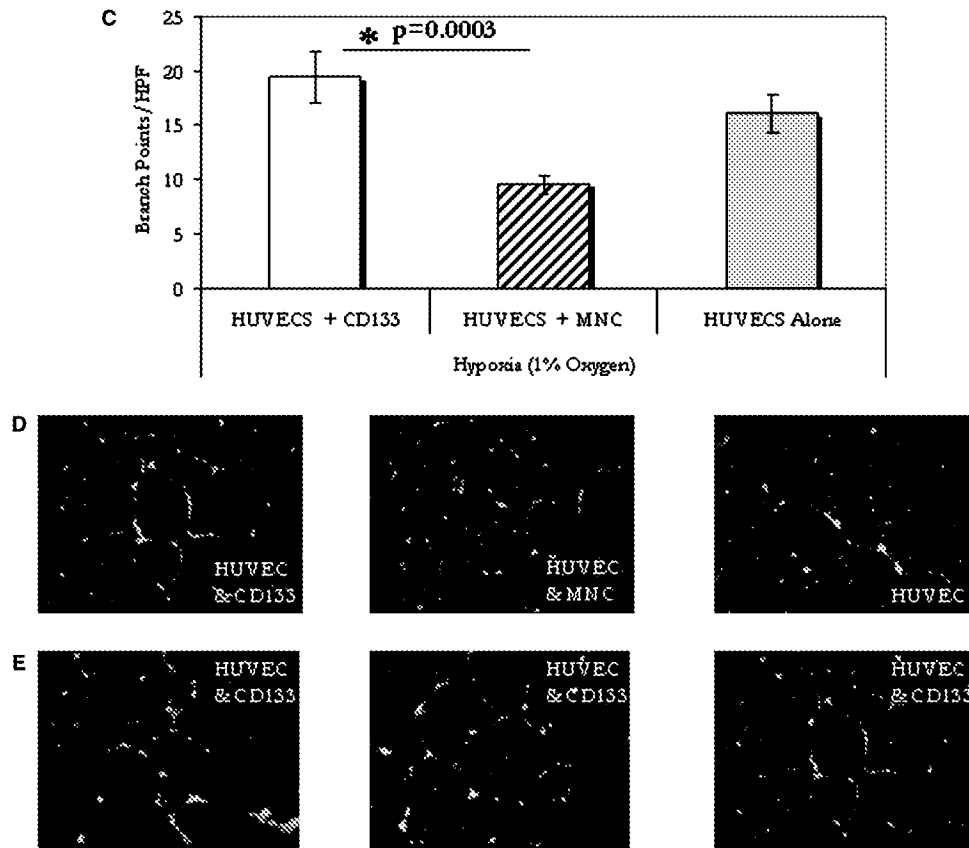 C
25
20
15
10
5
0
Branch Points / HPF
* p=0.0003
HUVECS + CD133
HUVECS + MNC
HUVECS Alone
Hypoxia (1% Oxygen)
D
HUVEC
& CD133
HUVEC
& MNC
HUVEC
E
HUVEC
& CD133
HUVEC
& CD133
HUVEC
& CD133